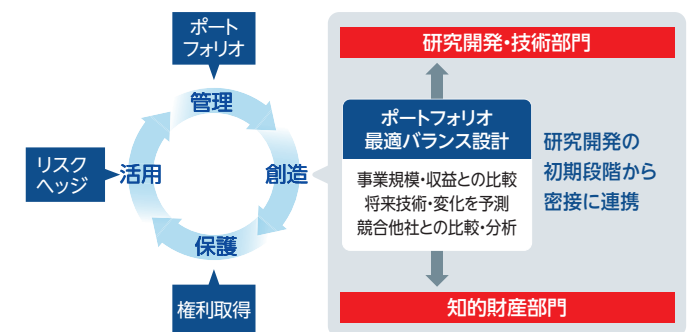 ポート
フォリオ
管理
リスク
ヘッジ
活用
創造
保護
権利取得
研究開発・技術部門
ポートフォリオ
最適バランス設計
事業規模・収益との比較
将来技術・変化を予測
競合他社との比較・分析
研究開発の
初期段階から
密接に連携
知的財産部門